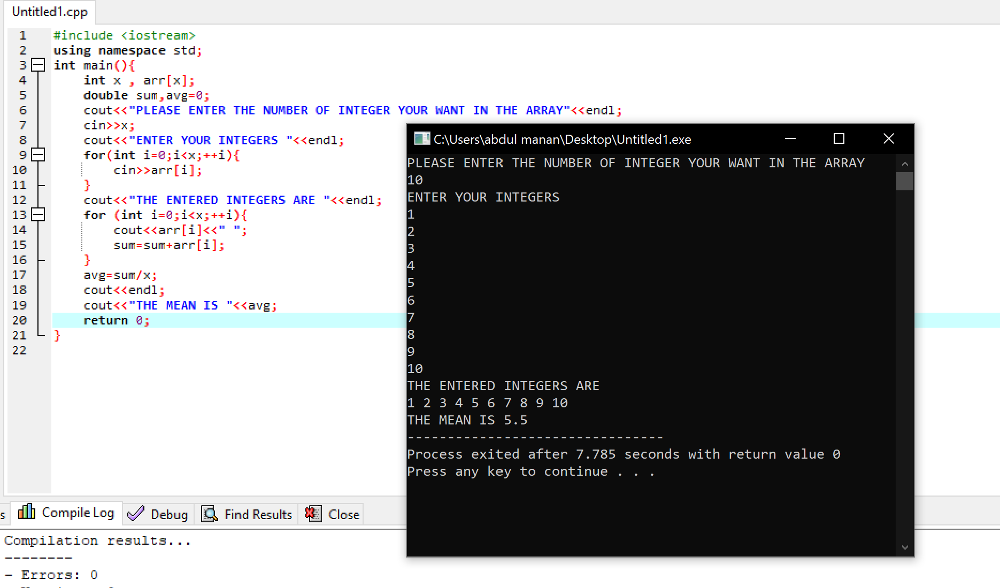 Untitled1.cpp
1 #include <iostream>
2 using namespace std;
3 int main(){
4 int x , arr[x];
5 double sum,avg=0;
6 cout<<"PLEASE ENTER THE NUMBER OF INTEGER YOUR WANT IN THE ARRAY"<<endl;
7 cin>>x;
8 cout<<"ENTER YOUR INTEGERS "<<endl;
9 for(int i=0;i<x;++i){
10 cin>>arr[i];
11 }
12 cout<<"THE ENTERED INTEGERS ARE "<<endl;
13 for (int i=0;i<x;++i){
14 cout<<arr[i]<<" ";
15 sum=sum+arr[i];
16 }
17 avg=sum/x;
18 cout<<endl;
19 cout<<"THE MEAN IS "<<avg;
20 return 0;
21 }
22
C:\Users\abdul manan\Desktop\Untitled1.exe
PLEASE ENTER THE NUMBER OF INTEGER YOUR WANT IN THE ARRAY
10
ENTER YOUR INTEGERS
1
2
3
4
5
6
7
8
9
10
THE ENTERED INTEGERS ARE
1 2 3 4 5 6 7 8 9 10
THE MEAN IS 5.5
--------------------------------
Process exited after 7.785 seconds with return value 0
Press any key to continue . . .
s Compile Log Debug Find Results Close
Compilation results...
--------
- Errors: 0